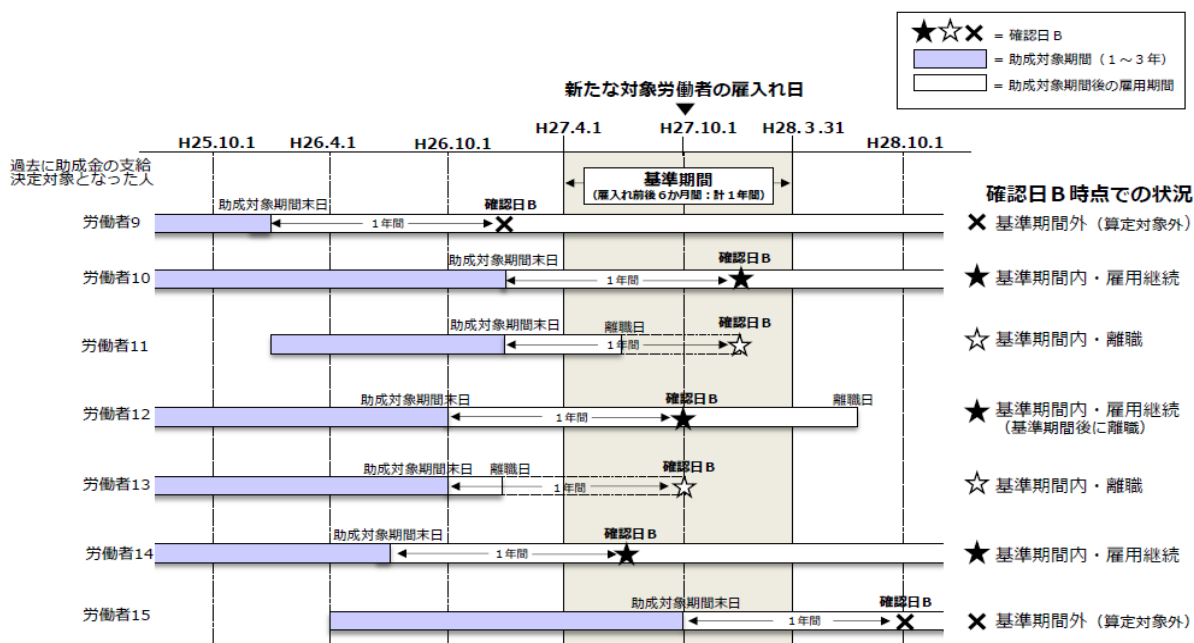 ★☆✕ = 確認日B
= 助成対象期間(1～3年)
= 助成対象期間後の雇用期間
新たな対象労働者の雇入れ日
▼
H25.10.1 H26.4.1 H26.10.1 H27.4.1 H27.10.1 H28.3.31 H28.10.1
過去に助成金の支給
決定対象となった人
基準期間
(雇入れ前後6か月間：計1年間)
確認日B時点での状況
助成対象期間末日 確認日B
労働者9 1年間 ✕ ✕ 基準期間外(算定対象外)
助成対象期間末日 確認日B
労働者10 1年間 ★ ★ 基準期間内・雇用継続
助成対象期間末日 離職日 確認日B
労働者11 1年間 ☆ ☆ 基準期間内・離職
助成対象期間末日 確認日B 離職日
労働者12 1年間 ★ ★ 基準期間内・雇用継続
(基準期間後に離職)
助成対象期間末日 離職日 確認日B
労働者13 1年間 ☆ ☆ 基準期間内・離職
助成対象期間末日 確認日B
労働者14 1年間 ★ ★ 基準期間内・雇用継続
助成対象期間末日 確認日B
労働者15 1年間 ✕ ✕ 基準期間外(算定対象外)